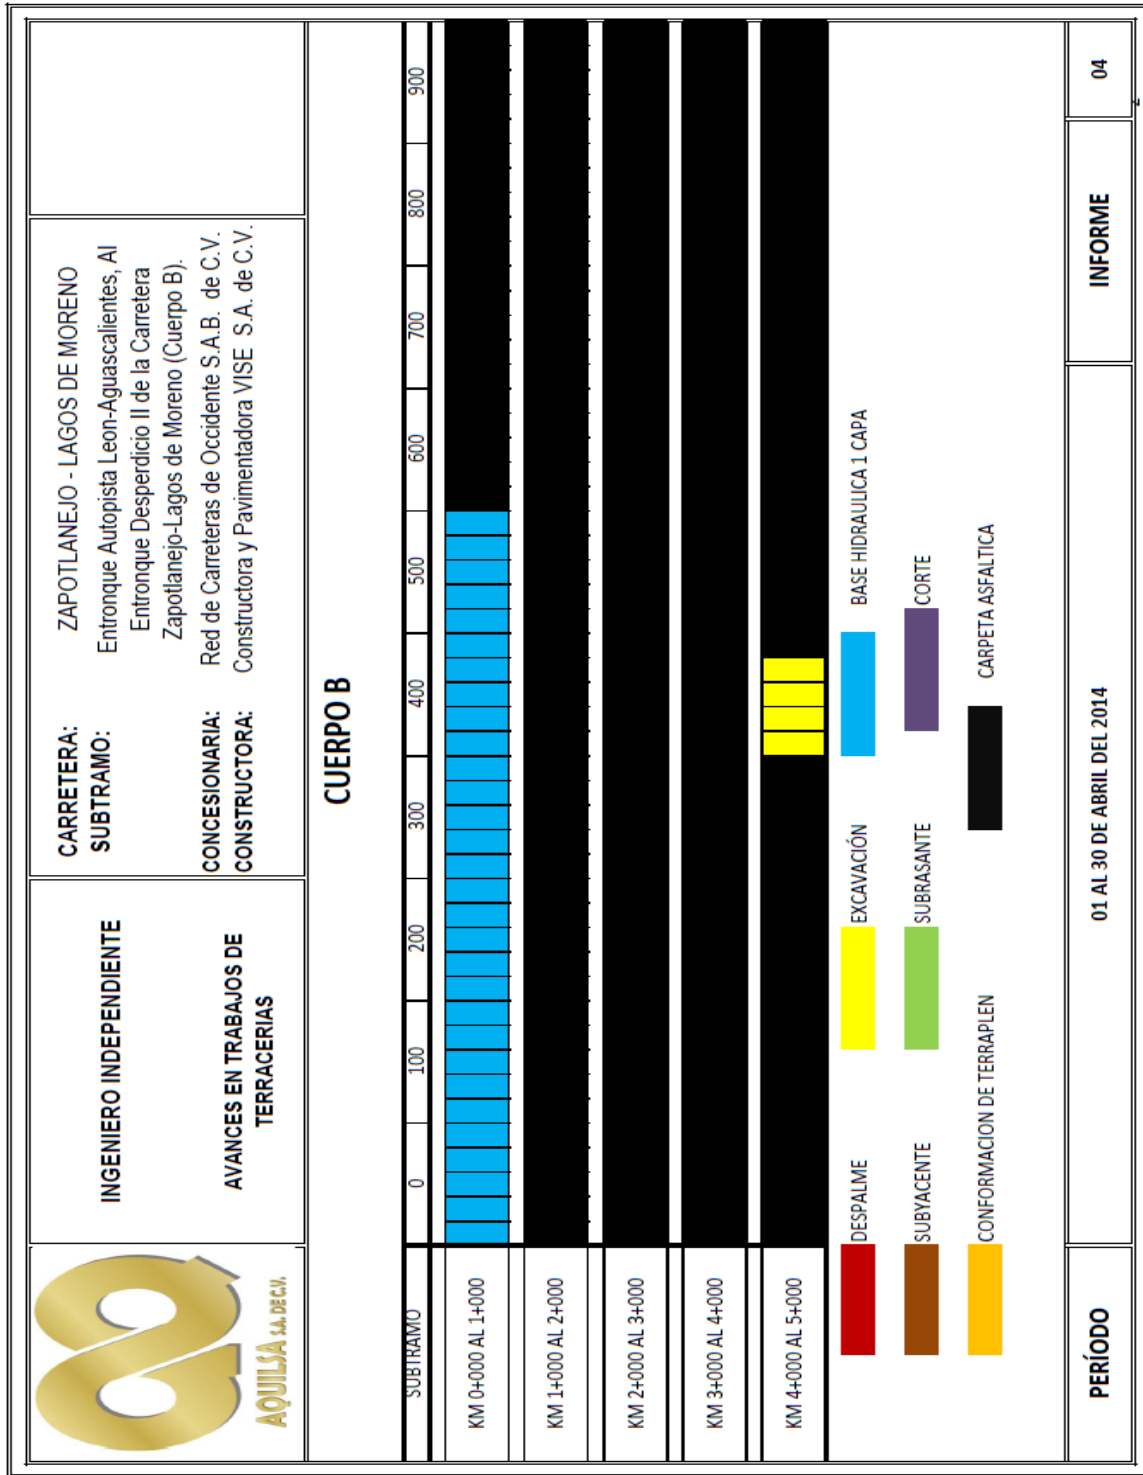 AQUILSA S.A. DE C.V.
INGENIERO INDEPENDIENTE
AVANCES EN TRABAJOS DE
TERRACERIAS
CARRETERA: ZAPOTLANEJO - LAGOS DE MORENO
SUBTRAMO: Entronque Autopista Leon-Aguascalientes, Al
Entronque Desperdicio II de la Carretera
Zapotlanejo-Lagos de Moreno (Cuerpo B).
CONCESIONARIA: Red de Carreteras de Occidente S.A.B. de C.V.
CONSTRUCTORA: Constructora y Pavimentadora VISE S.A. de C.V.
CUERPO B
SUBTRAMO 0 100 200 300 400 500 600 700 800 900
KM 0+000 AL 1+000
KM 1+000 AL 2+000
KM 2+000 AL 3+000
KM 3+000 AL 4+000
KM 4+000 AL 5+000
DESPALME EXCAVACIÓN BASE HIDRAULICA 1 CAPA
SUBYACENTE SUBRASANTE CORTE
CONFORMACION DE TERRAPLEN CARPETA ASFALTICA
PERÍODO 01 AL 30 DE ABRIL DEL 2014 INFORME 04